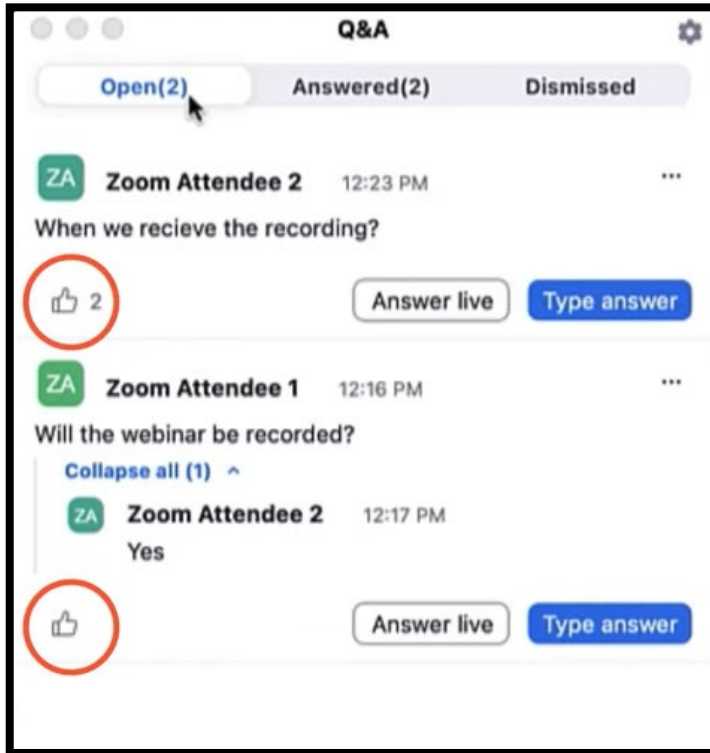 Q&A
Open(2) Answered(2) Dismissed
ZA Zoom Attendee 2 12:23 PM ...
When we recieve the recording?
2 Answer live Type answer
ZA Zoom Attendee 1 12:16 PM ...
Will the webinar be recorded?
Collapse all (1)
ZA Zoom Attendee 2 12:17 PM
Yes
Answer live Type answer